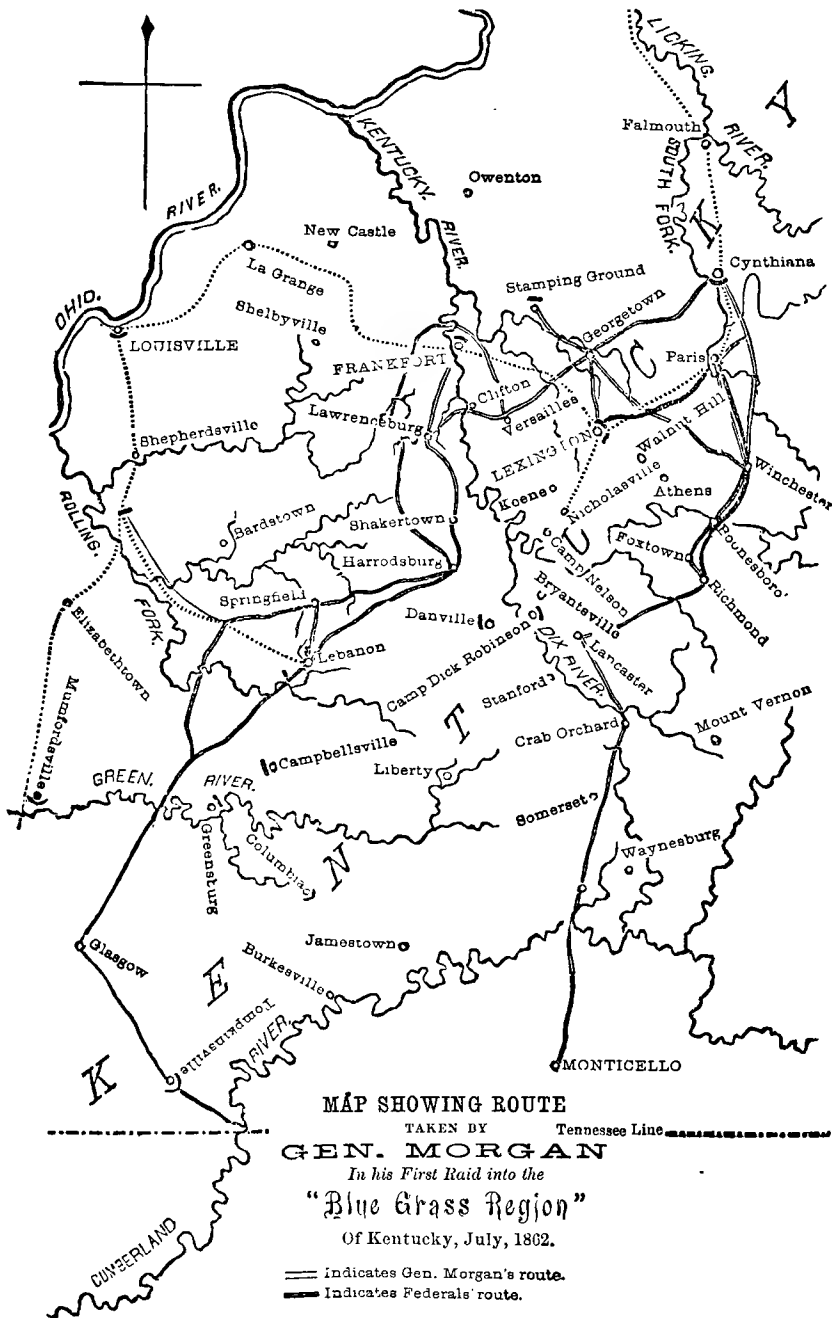 LICKING.
RIVER.
Falmouth
SOUTH FORK.
KENTUCKY.
RIVER.
Owenton
RIVER.
OHIO.
New Castle
La Grange
Cynthiana
Stamping Ground
Georgetown
Shelbyville
LOUISVILLE
FRANKFORT
Paris
Clifton
Versailles
Lawrenceburg
LEXINGTON
Walnut Hill
Shepherdsville
Winchester
Athens
Koene
Nicholasville
Bardstown
Shakertown
ROLLING.
FORK.
Camp Nelson
Foxtown
Bounesboro'
Harrodsburg
Springfield
Richmond
Bryantsville
Danville
Elizabethtown
Lebanon
Camp Dick Robinson
DIX RIVER.
Lancaster
Stanford
Mount Vernon
Crab Orchard
Mumfordsville
Campbellsville
Liberty
GREEN.
RIVER.
Somerset
Greensturg
Columbia
Waynesburg
Glasgow
Jamestown
Burkesville
Tompkinsville
RIVER.
MONTICELLO
CUMBERLAND
K E N T U C K Y
MAP SHOWING ROUTE
TAKEN BY
Tennessee Line
GEN. MORGAN
In his First Raid into the
"Blue Grass Region"
Of Kentucky, July, 1862.
Indicates Gen. Morgan's route.
Indicates Federals' route.